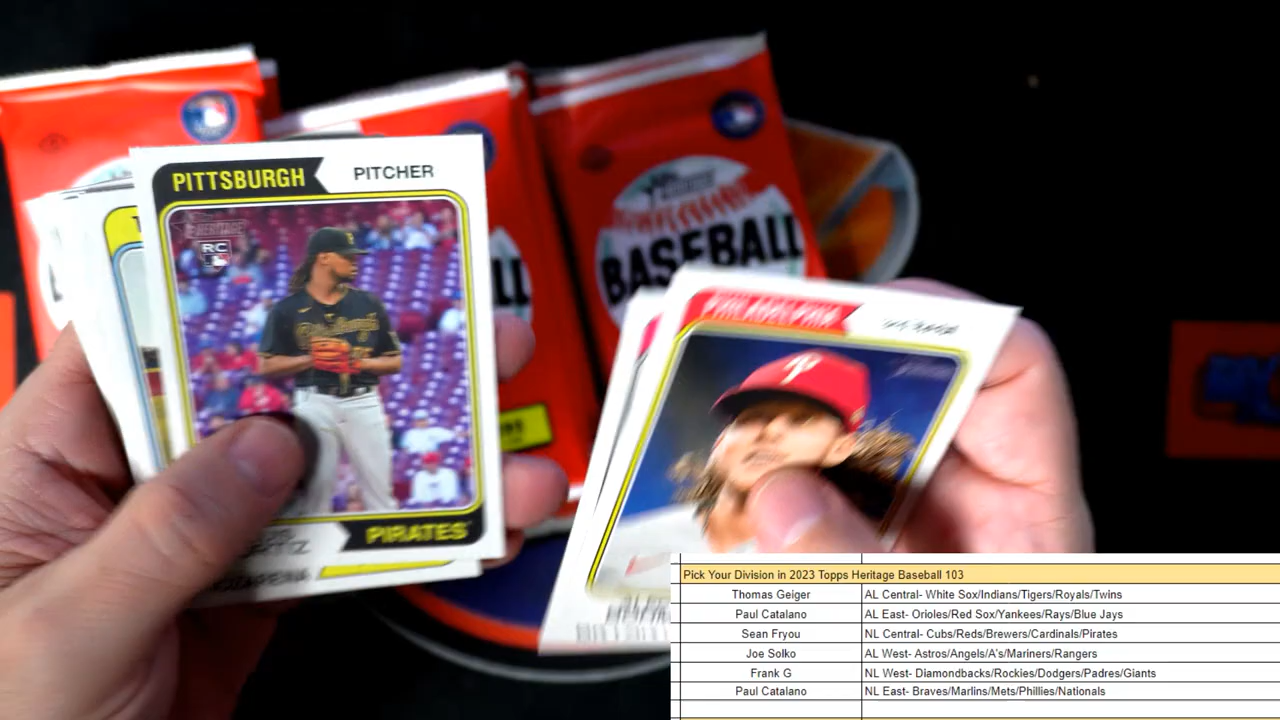 PITTSBURGH
PITCHER
HERITAGE
RC
PIRATES
BASEBALL
PHILADELPHIA
Pick Your Division in 2023 Topps Heritage Baseball 103
Thomas Geiger AL Central- White Sox/Indians/Tigers/Royals/Twins
Paul Catalano AL East- Orioles/Red Sox/Yankees/Rays/Blue Jays
Sean Fryou NL Central- Cubs/Reds/Brewers/Cardinals/Pirates
Joe Solko AL West- Astros/Angels/A's/Mariners/Rangers
Frank G NL West- Diamondbacks/Rockies/Dodgers/Padres/Giants
Paul Catalano NL East- Braves/Marlins/Mets/Phillies/Nationals